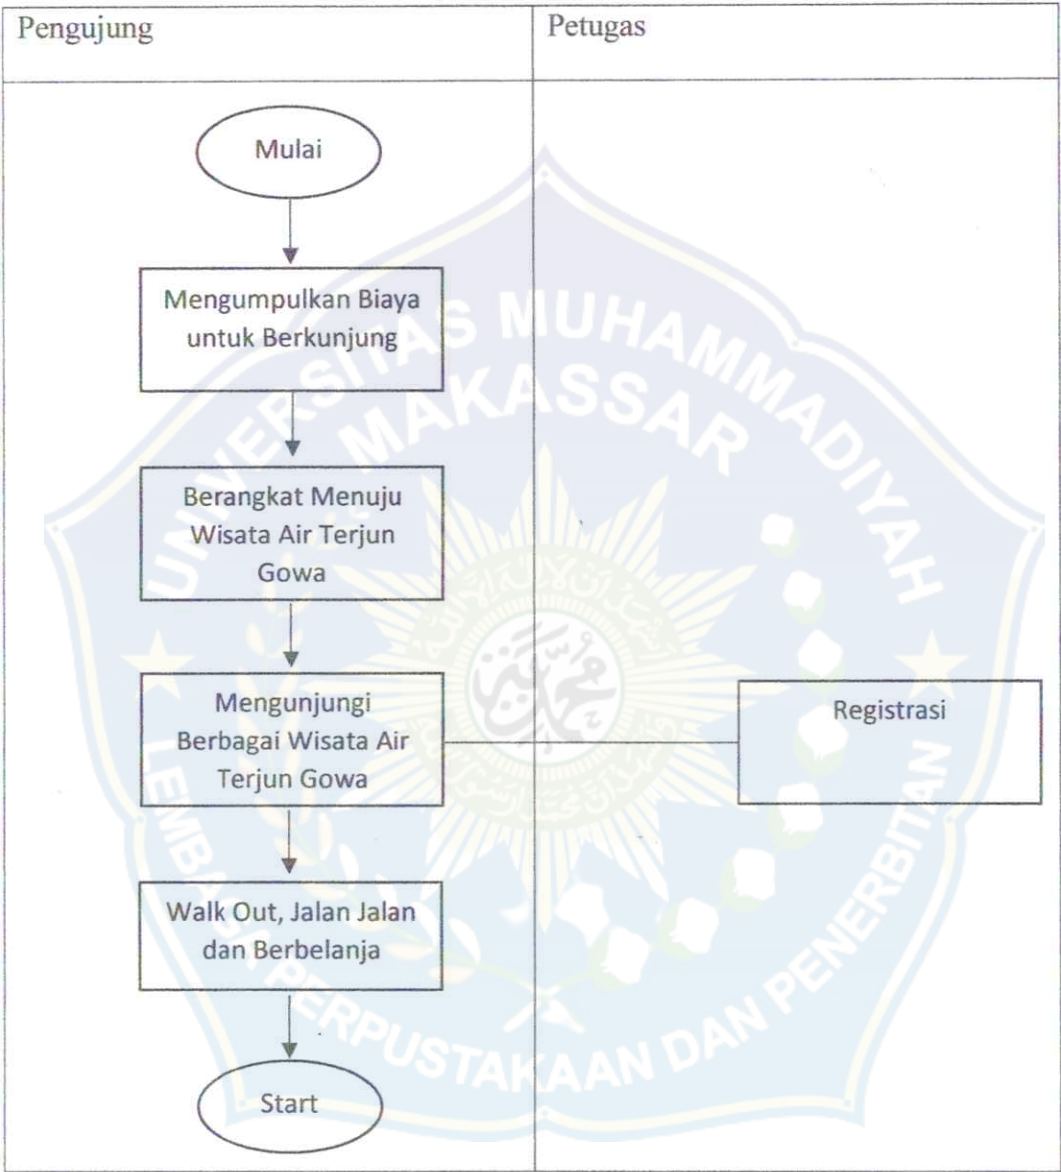 Pengujung
Petugas
Mulai
Mengumpulkan Biaya
untuk Berkunjung
Berangkat Menuju
Wisata Air Terjun
Gowa
Mengunjungi
Berbagai Wisata Air
Terjun Gowa
Registrasi
Walk Out, Jalan Jalan
dan Berbelanja
Start
UNIVERSITAS MUHAMMADIYAH
MAKASSAR
LEMBAGA PERPUSTAKAAN DAN PENERBITAN